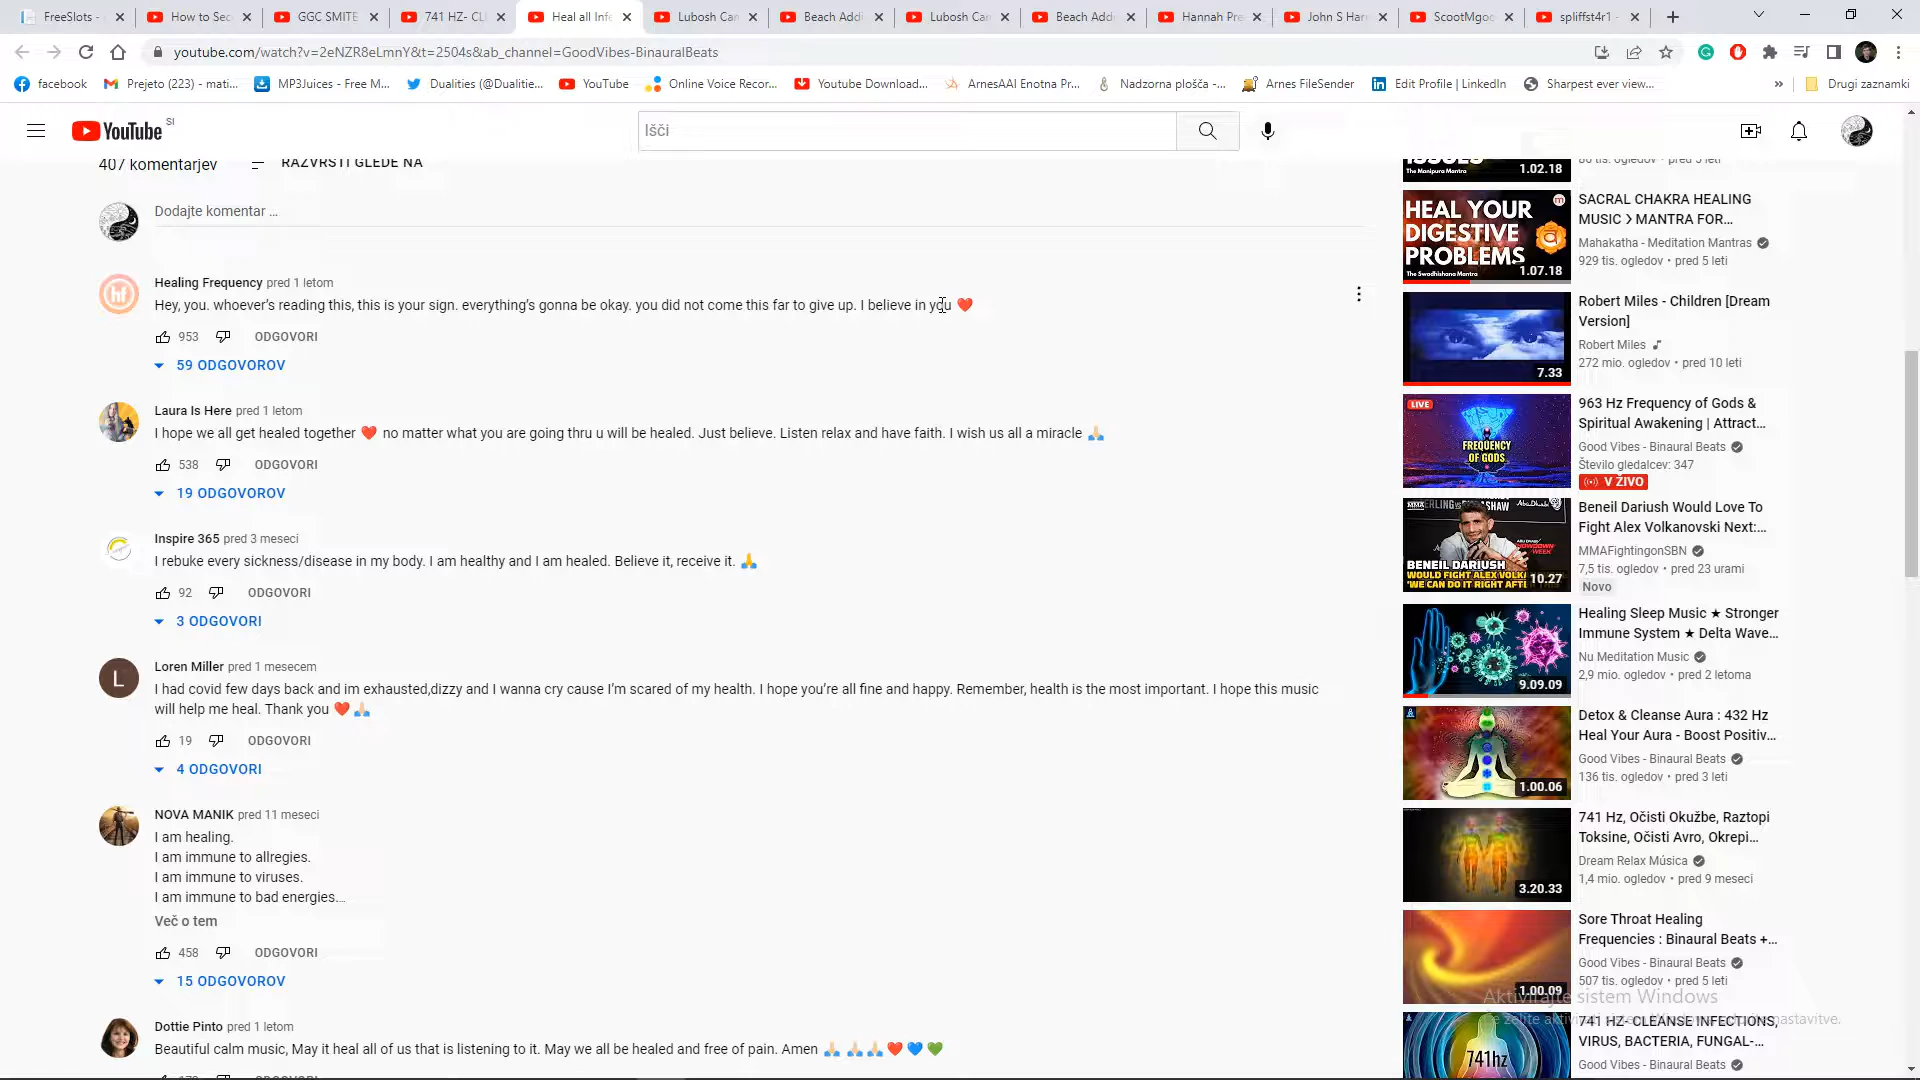 FreeSlots -
How to Sec
GGC SMITE
741 HZ- CL
Heal all Infe
Lubosh Can
Beach Addi
Lubosh Can
Beach Addi
Hannah Pre
John S Har
ScootMgoo
spliffst4r1 -
youtube.com/watch?v=2eNZR8eLmnY&t=2504s&ab_channel=GoodVibes-BinauralBeats
facebook
Prejeto (223) - mati...
MP3Juices - Free M...
Dualities (@Dualitie...
YouTube
Online Voice Recor...
Youtube Download...
ArnesAAI Enotna Pr...
Nadzorna plošča -...
Arnes FileSender
Edit Profile | LinkedIn
Sharpest ever view...
»
Drugi zaznamki
YouTube SI
Išči
407 komentarjev
RAZVRSTI GLEDE NA
Dodajte komentar ...
Healing Frequency pred 1 letom
Hey, you. whoever's reading this, this is your sign. everything's gonna be okay. you did not come this far to give up. I believe in you ❤️
953 ODGOVORI
59 ODGOVOROV
Laura Is Here pred 1 letom
I hope we all get healed together ❤️ no matter what you are going thru u will be healed. Just believe. Listen relax and have faith. I wish us all a miracle 🙏🏻
538 ODGOVORI
19 ODGOVOROV
Inspire 365 pred 3 meseci
I rebuke every sickness/disease in my body. I am healthy and I am healed. Believe it, receive it. 🙏
92 ODGOVORI
3 ODGOVORI
L
Loren Miller pred 1 mesecem
I had covid few days back and im exhausted,dizzy and I wanna cry cause I'm scared of my health. I hope you're all fine and happy. Remember, health is the most important. I hope this music
will help me heal. Thank you ❤️🙏🏻
19 ODGOVORI
4 ODGOVORI
NOVA MANIK pred 11 meseci
I am healing.
I am immune to allregies.
I am immune to viruses.
I am immune to bad energies...
Več o tem
458 ODGOVORI
15 ODGOVOROV
Dottie Pinto pred 1 letom
Beautiful calm music, May it heal all of us that is listening to it. May we all be healed and free of pain. Amen 🙏🏻 🙏🏻🙏🏻❤️💙💚
The Manipura Mantra
1.02.18
HEAL YOUR
DIGESTIVE
PROBLEMS
The Swadhishana Mantra
1.07.18
SACRAL CHAKRA HEALING
MUSIC ❯ MANTRA FOR...
Mahakatha - Meditation Mantras
929 tis. ogledov • pred 5 leti
7.33
Robert Miles - Children [Dream
Version]
Robert Miles
272 mio. ogledov • pred 10 leti
LIVE
FREQUENCY
OF GODS
963 Hz Frequency of Gods &
Spiritual Awakening | Attract...
Good Vibes - Binaural Beats
Število gledalcev: 347
V ŽIVO
BENEIL DARIUSH
10.27
Beneil Dariush Would Love To
Fight Alex Volkanovski Next:...
MMAFightingonSBN
7,5 tis. ogledov • pred 23 urami
Novo
9.09.09
Healing Sleep Music ★ Stronger
Immune System ★ Delta Wave...
Nu Meditation Music
2,9 mio. ogledov • pred 2 letoma
1.00.06
Detox & Cleanse Aura : 432 Hz
Heal Your Aura - Boost Positiv...
Good Vibes - Binaural Beats
136 tis. ogledov • pred 3 leti
3.20.33
741 Hz, Očisti Okužbe, Raztopi
Toksine, Očisti Avro, Okrepi...
Dream Relax Música
1,4 mio. ogledov • pred 9 meseci
1.00.09
Sore Throat Healing
Frequencies : Binaural Beats +...
Good Vibes - Binaural Beats
507 tis. ogledov • pred 5 leti
Aktivirajte sistem Windows
741hz
741 HZ- CLEANSE INFECTIONS,
VIRUS, BACTERIA, FUNGAL-...
Good Vibes - Binaural Beats